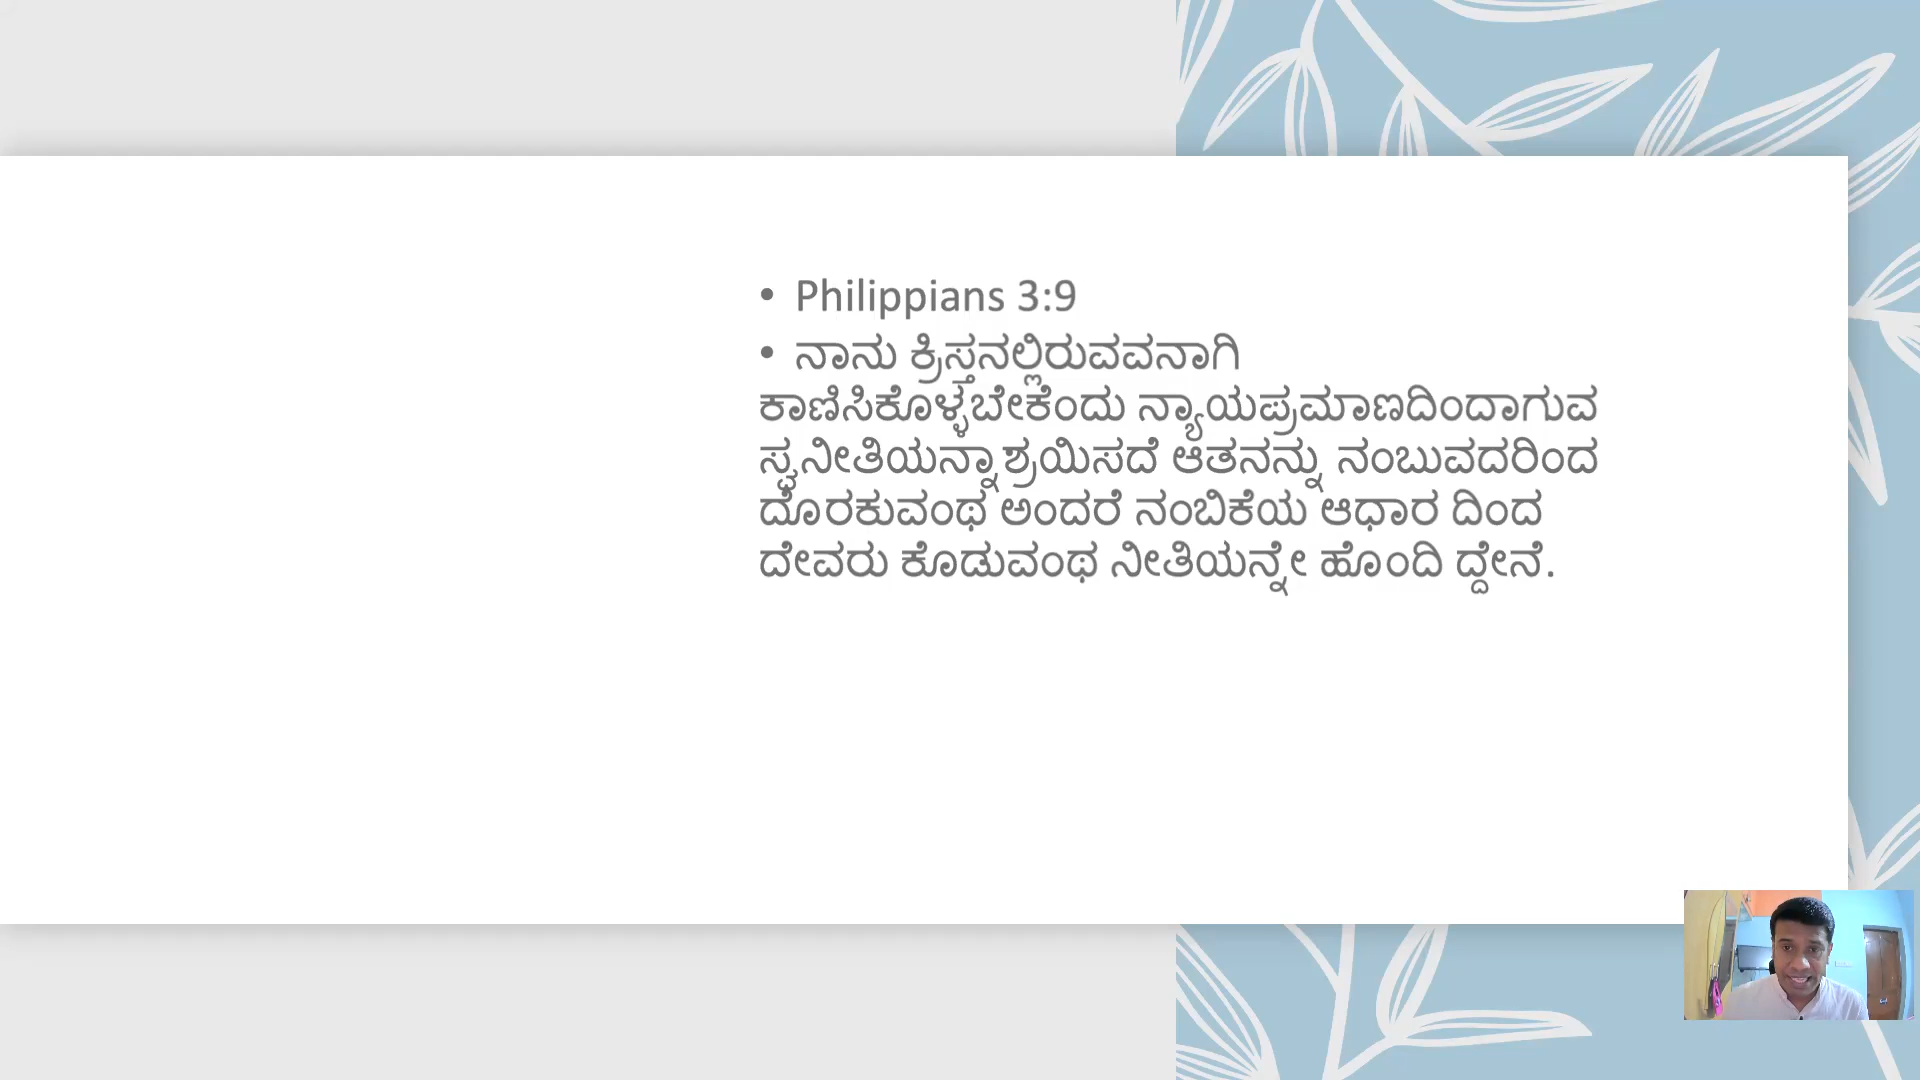 • Philippians 3:9
• ನಾನು ಕ್ರಿಸ್ತನಲ್ಲಿರುವವನಾಗಿ
ಕಾಣಿಸಿಕೊಳ್ಳಬೇಕೆಂದು ನ್ಯಾಯಪ್ರಮಾಣದಿಂದಾಗುವ
ಸ್ವನೀತಿಯನ್ನಾಶ್ರಯಿಸದೆ ಆತನನ್ನು ನಂಬುವದರಿಂದ
ದೊರಕುವಂಥ ಅಂದರೆ ನಂಬಿಕೆಯ ಆಧಾರ ದಿಂದ
ದೇವರು ಕೊಡುವಂಥ ನೀತಿಯನ್ನೇ ಹೊಂದಿ ದ್ದೇನೆ.